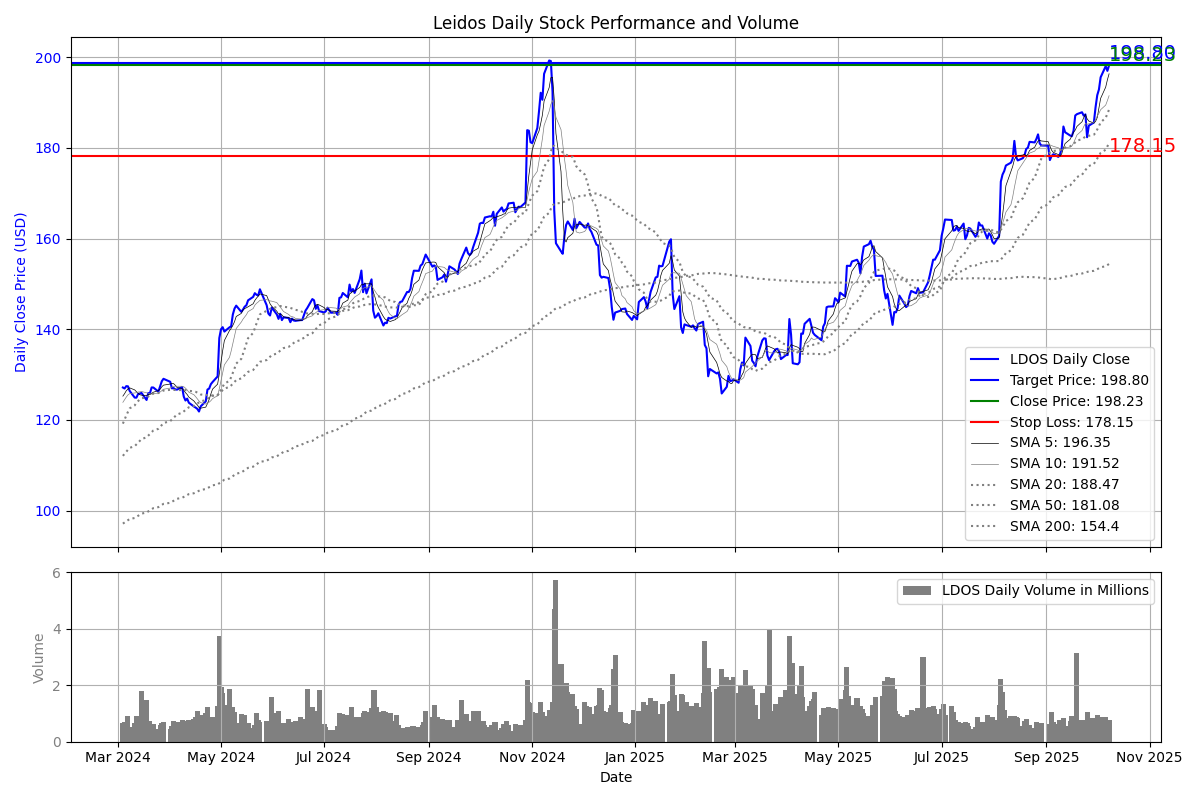 Leidos Daily Stock Performance and Volume
Daily Close Price (USD)
200
180
160
140
120
100
198.80
198.23
178.15
LDOS Daily Close
Target Price: 198.80
Close Price: 198.23
Stop Loss: 178.15
SMA 5: 196.35
SMA 10: 191.52
SMA 20: 188.47
SMA 50: 181.08
SMA 200: 154.4
Volume
6
4
2
0
LDOS Daily Volume in Millions
Mar 2024 May 2024 Jul 2024 Sep 2024 Nov 2024 Jan 2025 Mar 2025 May 2025 Jul 2025 Sep 2025 Nov 2025
Date